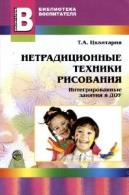 В
БИБЛИОТЕКА
ВОСПИТАТЕЛЯ
Т.А. Цквитария
НЕТРАДИЦИОННЫЕ
ТЕХНИКИ
РИСОВАНИЯ
Интегрированные
занятия в ДОУ